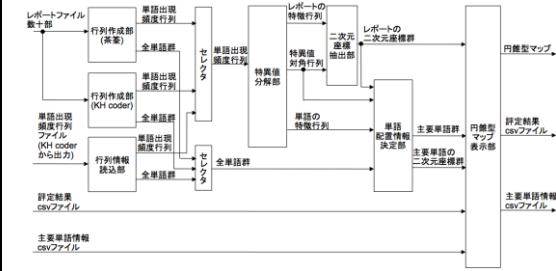 レポートファイル
数十部
行列作成部
(茶筌)
単語出現
頻度行列
全単語群
行列作成部
(KH coder)
単語出現
頻度行列
全単語群
単語出現
頻度行列
ファイル
(KH coder
から出力)
行列情報
読込部
単語出現
頻度行列
全単語群
セレクタ
単語出現
頻度行列
セレクタ
全単語群
特異値
分解部
レポートの
特徴行列
特異値
対角行列
単語の
特徴行列
二次元
座標
抽出部
レポートの
二次元座標群
単語
配置情報
決定部
主要単語群
主要単語の
二次元座標群
円錐型
マップ
表示部
円錐型マップ
評定結果
csvファイル
主要単語情報
csvファイル
評定結果
csvファイル
主要単語情報
csvファイル